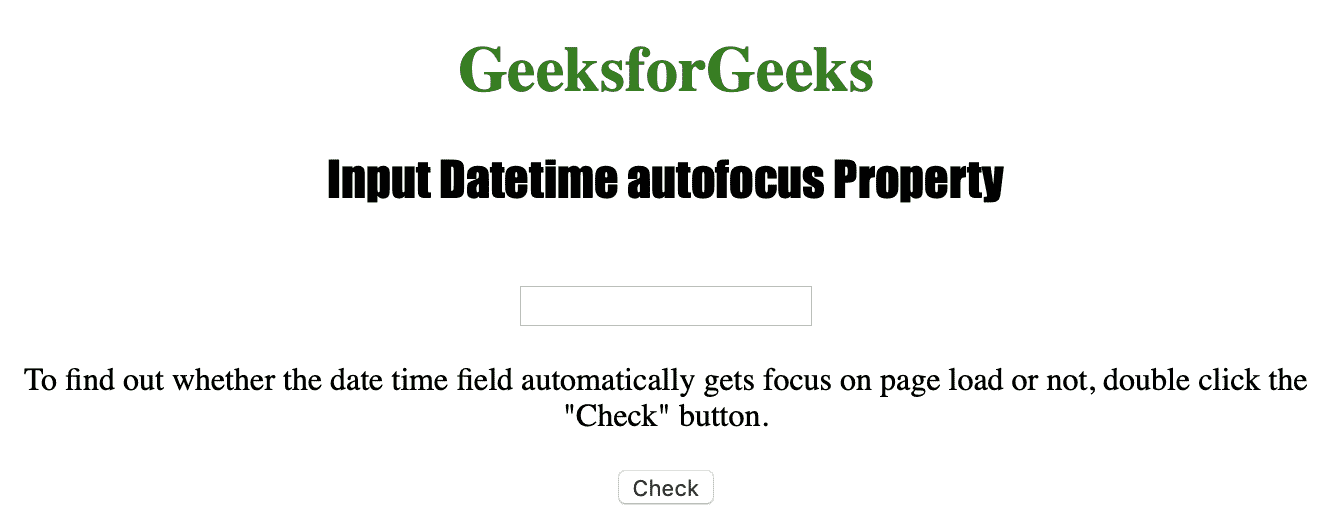 GeeksforGeeks
Input Datetime autofocus Property
To find out whether the date time field automatically gets focus on page load or not, double click the
"Check" button.
Check